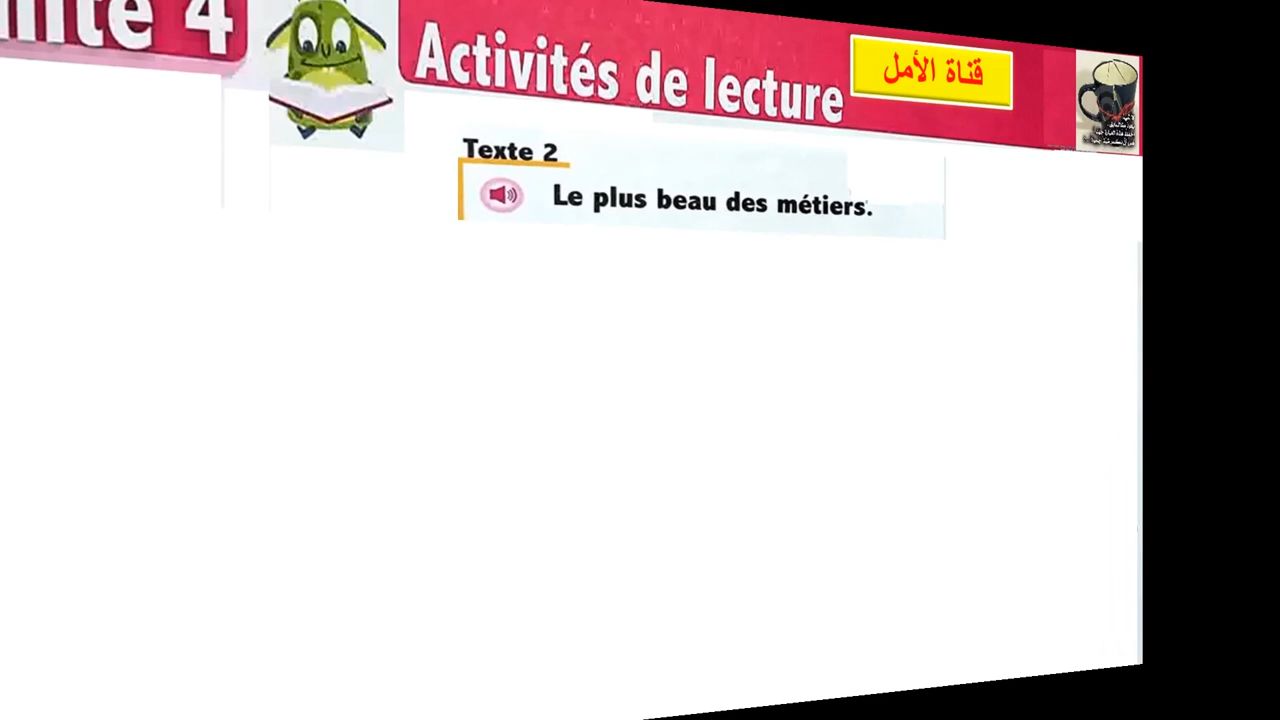 nité 4
Activités de lecture
قناة الأمل
Texte 2
Le plus beau des métiers.